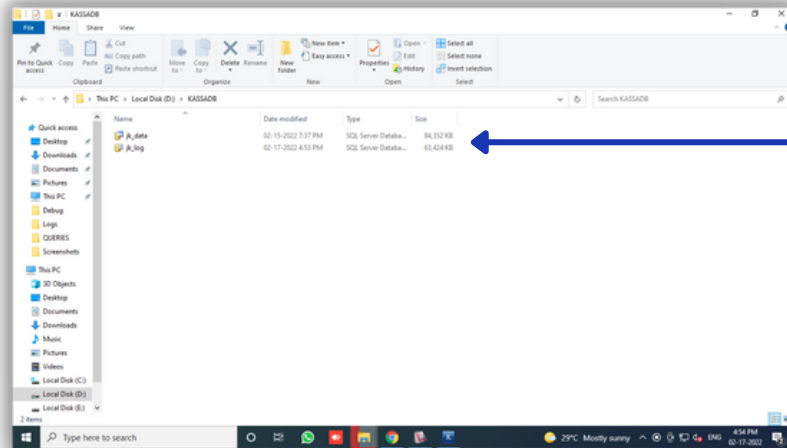 KASSADB
File Home Share View
Pin to Quick access Copy Paste Cut Copy path Paste shortcut Move to Copy to Delete Rename New folder New item Easy access Properties Open Edit History Select all Select none Invert selection
Clipboard Organize New Open Select
This PC Local Disk (D:) KASSADB Search KASSADB
Name Date modified Type Size
jk_data 02-15-2022 7:37 PM SQL Server Databa... 84,352 KB
jk_log 02-17-2022 4:53 PM SQL Server Databa... 63,424 KB
Quick access
Desktop
Downloads
Documents
Pictures
This PC
Debug
Logs
QUERIES
Screenshots
This PC
3D Objects
Desktop
Documents
Downloads
Music
Pictures
Videos
Local Disk (C:)
Local Disk (D:)
Local Disk (E:)
2 items
Type here to search 29°C Mostly sunny ENG 4:54 PM
02-17-2022